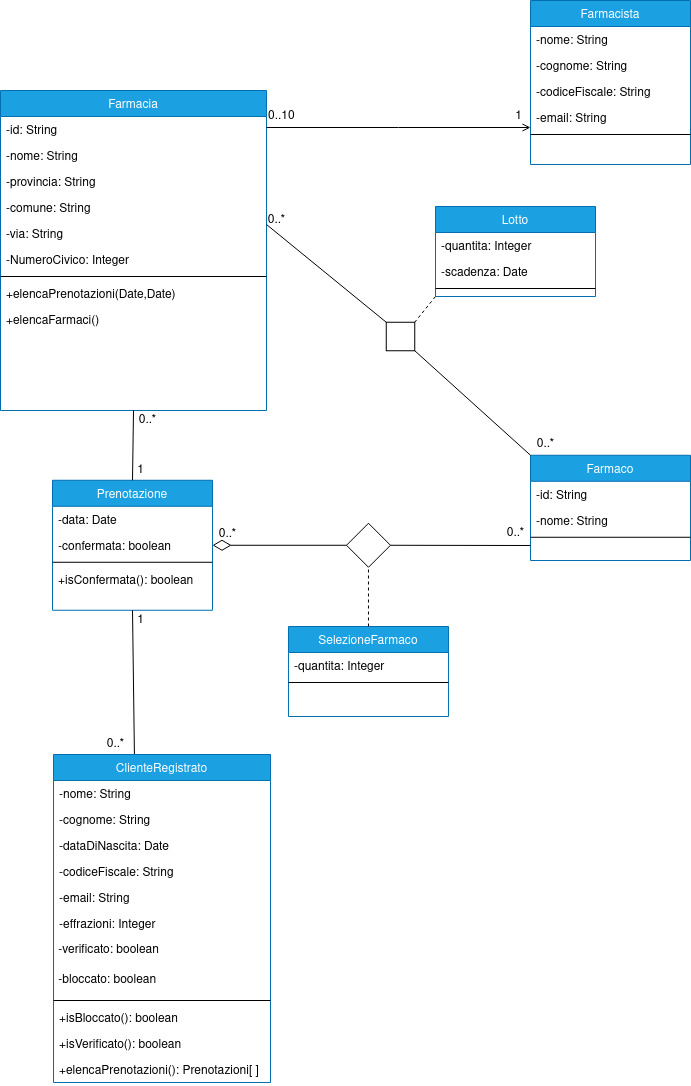 Farmacista
-nome: String
-cognome: String
-codiceFiscale: String
-email: String
Farmacia
-id: String
-nome: String
-provincia: String
-comune: String
-via: String
-NumeroCivico: Integer
+elencaPrenotazioni(Date,Date)
+elencaFarmaci()
0..10
1
0..*
Lotto
-quantita: Integer
-scadenza: Date
0..*
0..*
1
Farmaco
-id: String
-nome: String
Prenotazione
-data: Date
-confermata: boolean
+isConfermata(): boolean
0..*
0..*
SelezioneFarmaco
-quantita: Integer
1
0..*
ClienteRegistrato
-nome: String
-cognome: String
-dataDiNascita: Date
-codiceFiscale: String
-email: String
-effrazioni: Integer
-verificato: boolean
-bloccato: boolean
+isBloccato(): boolean
+isVerificato(): boolean
+elencaPrenotazioni(): Prenotazioni[ ]